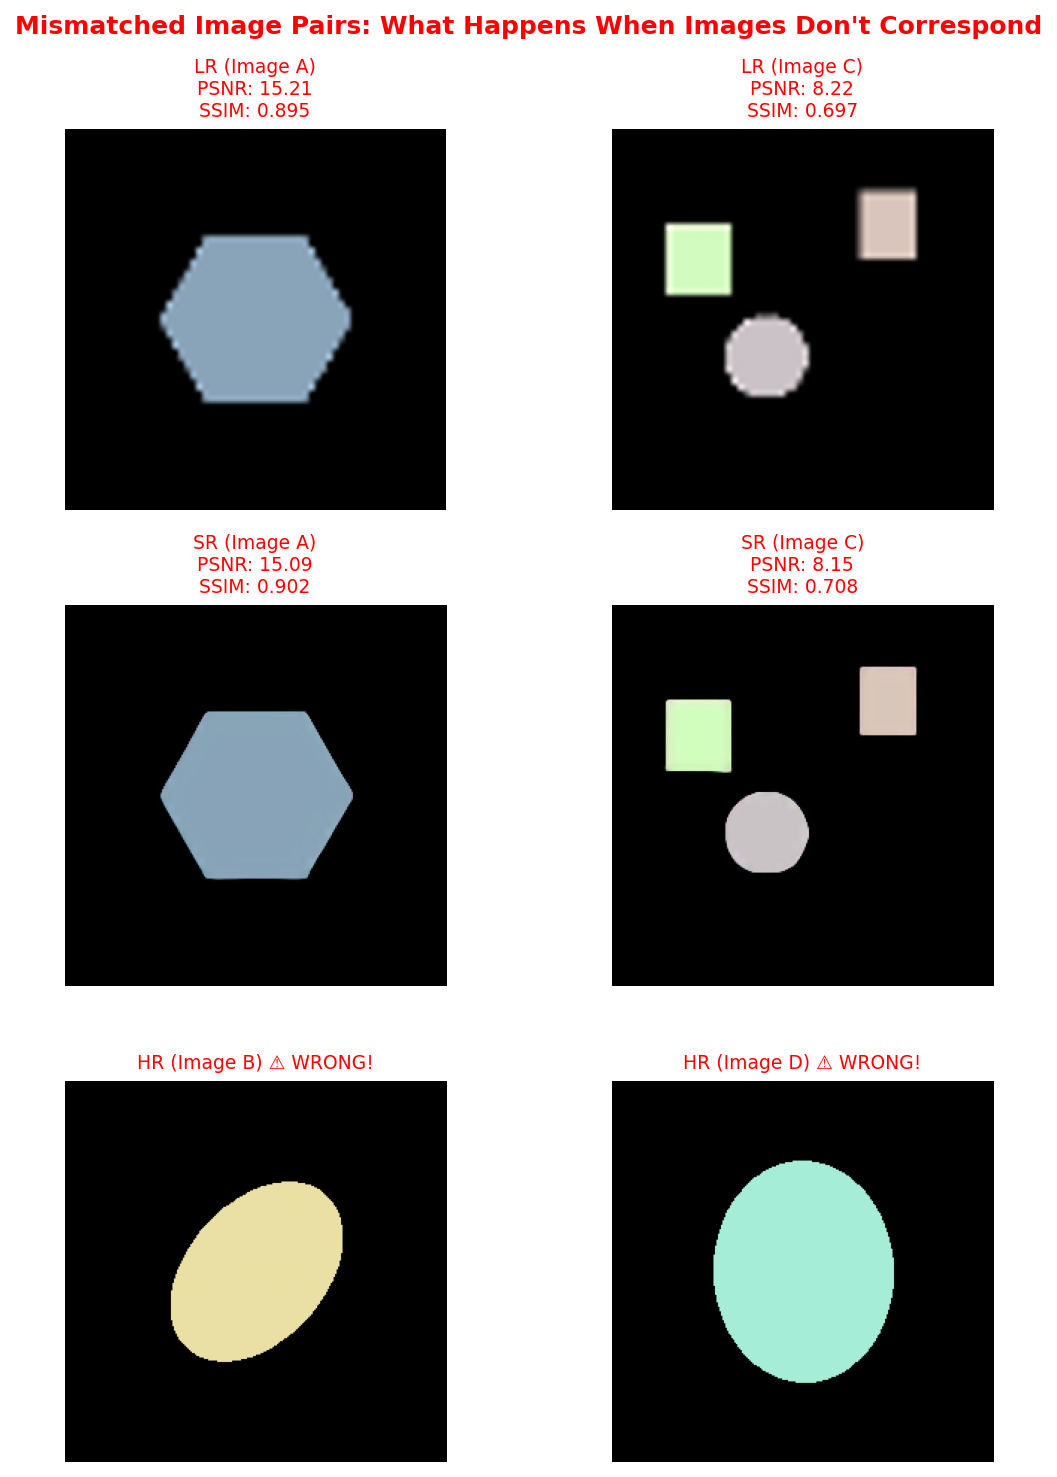 Mismatched Image Pairs: What Happens When Images Don't Correspond
LR (Image A)
PSNR: 15.21
SSIM: 0.895
LR (Image C)
PSNR: 8.22
SSIM: 0.697
SR (Image A)
PSNR: 15.09
SSIM: 0.902
SR (Image C)
PSNR: 8.15
SSIM: 0.708
HR (Image B) ⚠ WRONG!
HR (Image D) ⚠ WRONG!